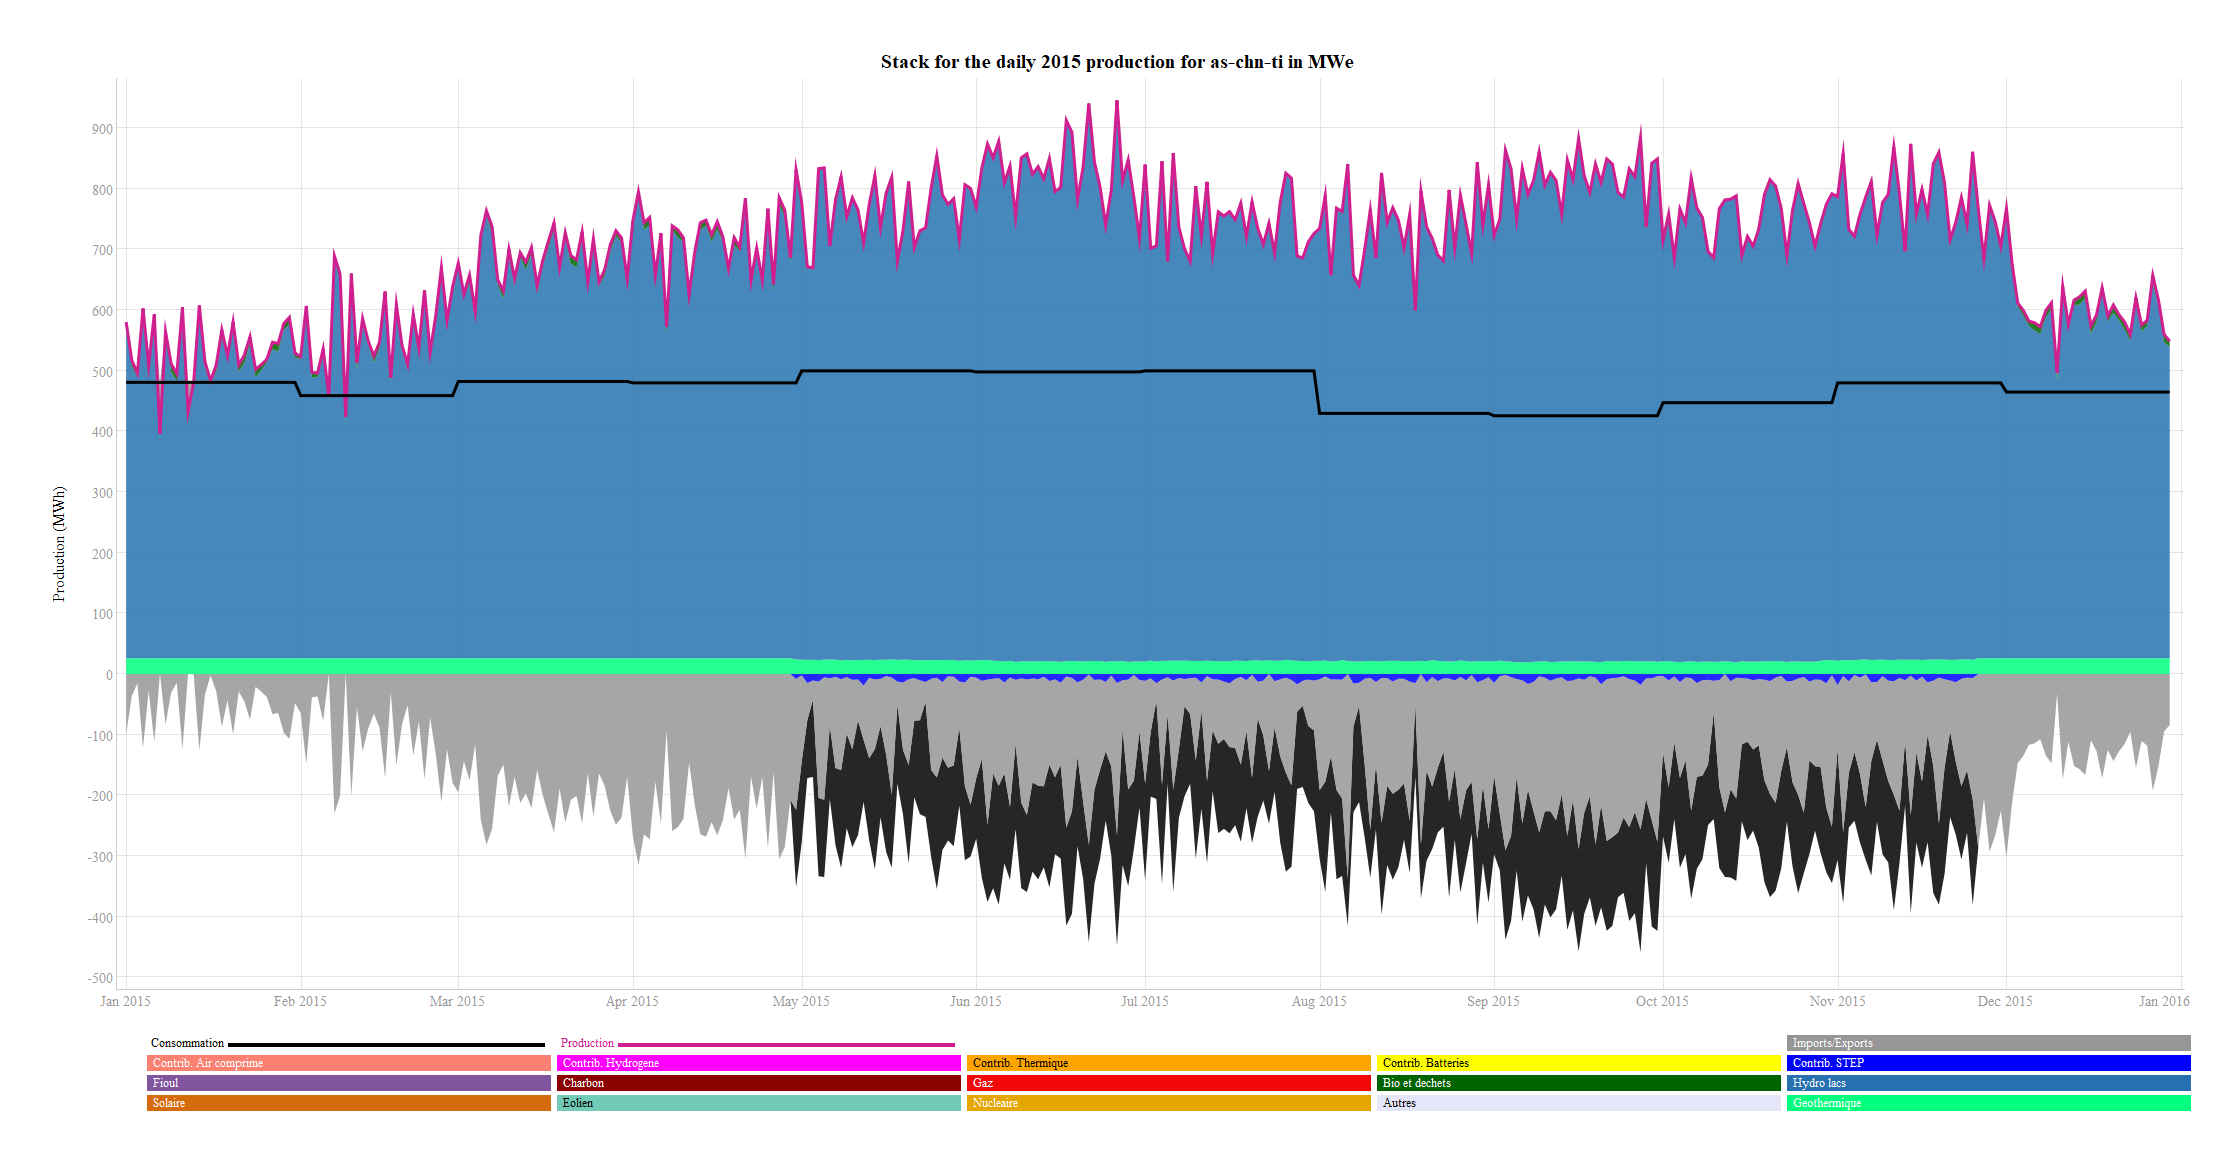 Stack for the daily 2015 production for as-chn-ti in MWe
Production (MWh)
900
800
700
600
500
400
300
200
100
0
-100
-200
-300
-400
-500
Jan 2015 Feb 2015 Mar 2015 Apr 2015 May 2015 Jun 2015 Jul 2015 Aug 2015 Sep 2015 Oct 2015 Nov 2015 Dec 2015 Jan 2016
Consommation Production Imports/Exports
Contrib. Air comprime Contrib. Hydrogene Contrib. Thermique Contrib. Batteries Contrib. STEP
Fioul Charbon Gaz Bio et dechets Hydro lacs
Solaire Eolien Nucleaire Autres Geothermique